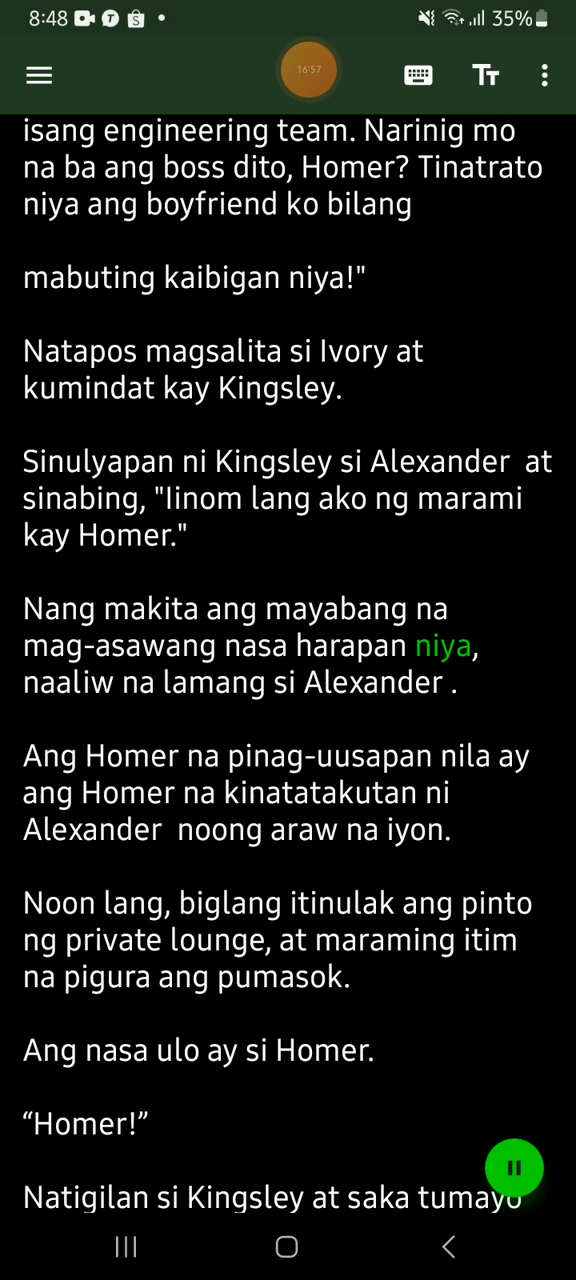 8:48
35%
16:57
isang engineering team. Narinig mo
na ba ang boss dito, Homer? Tinatrato
niya ang boyfriend ko bilang
mabuting kaibigan niya!"
Natapos magsalita si Ivory at
kumindat kay Kingsley.
Sinulyapan ni Kingsley si Alexander  at
sinabing, "Iinom lang ako ng marami
kay Homer."
Nang makita ang mayabang na
mag-asawang nasa harapan niya,
naaliw na lamang si Alexander .
Ang Homer na pinag-uusapan nila ay
ang Homer na kinatatakutan ni
Alexander  noong araw na iyon.
Noon lang, biglang itinulak ang pinto
ng private lounge, at maraming itim
na pigura ang pumasok.
Ang nasa ulo ay si Homer.
“Homer!”
Natigilan si Kingsley at saka tumayo